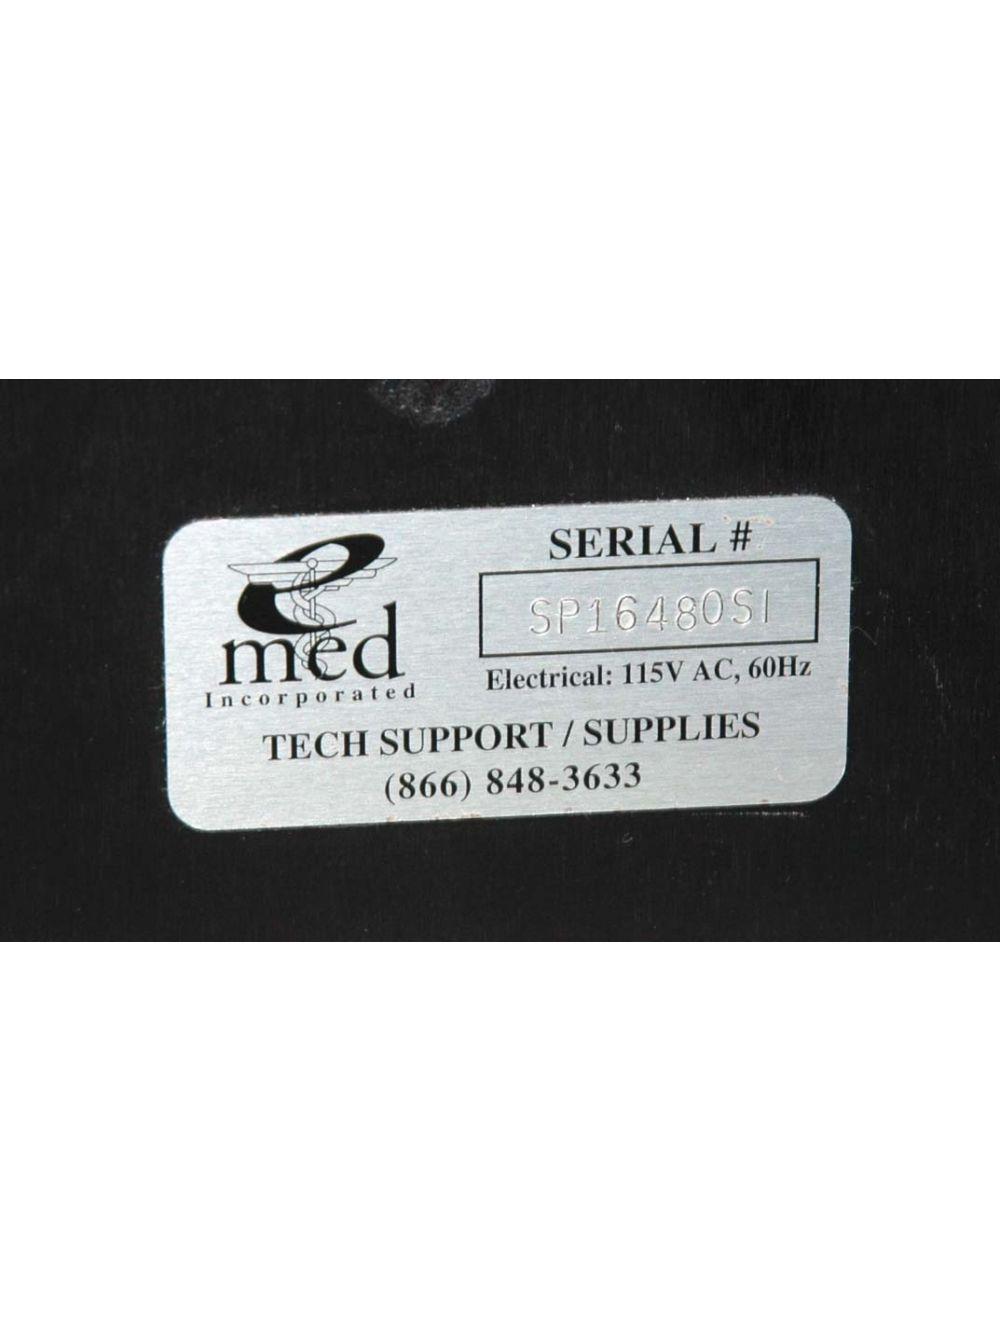 e
med
Incorporated
SERIAL #
SP16480SI
Electrical: 115V AC, 60Hz
TECH SUPPORT / SUPPLIES
(866) 848-3633